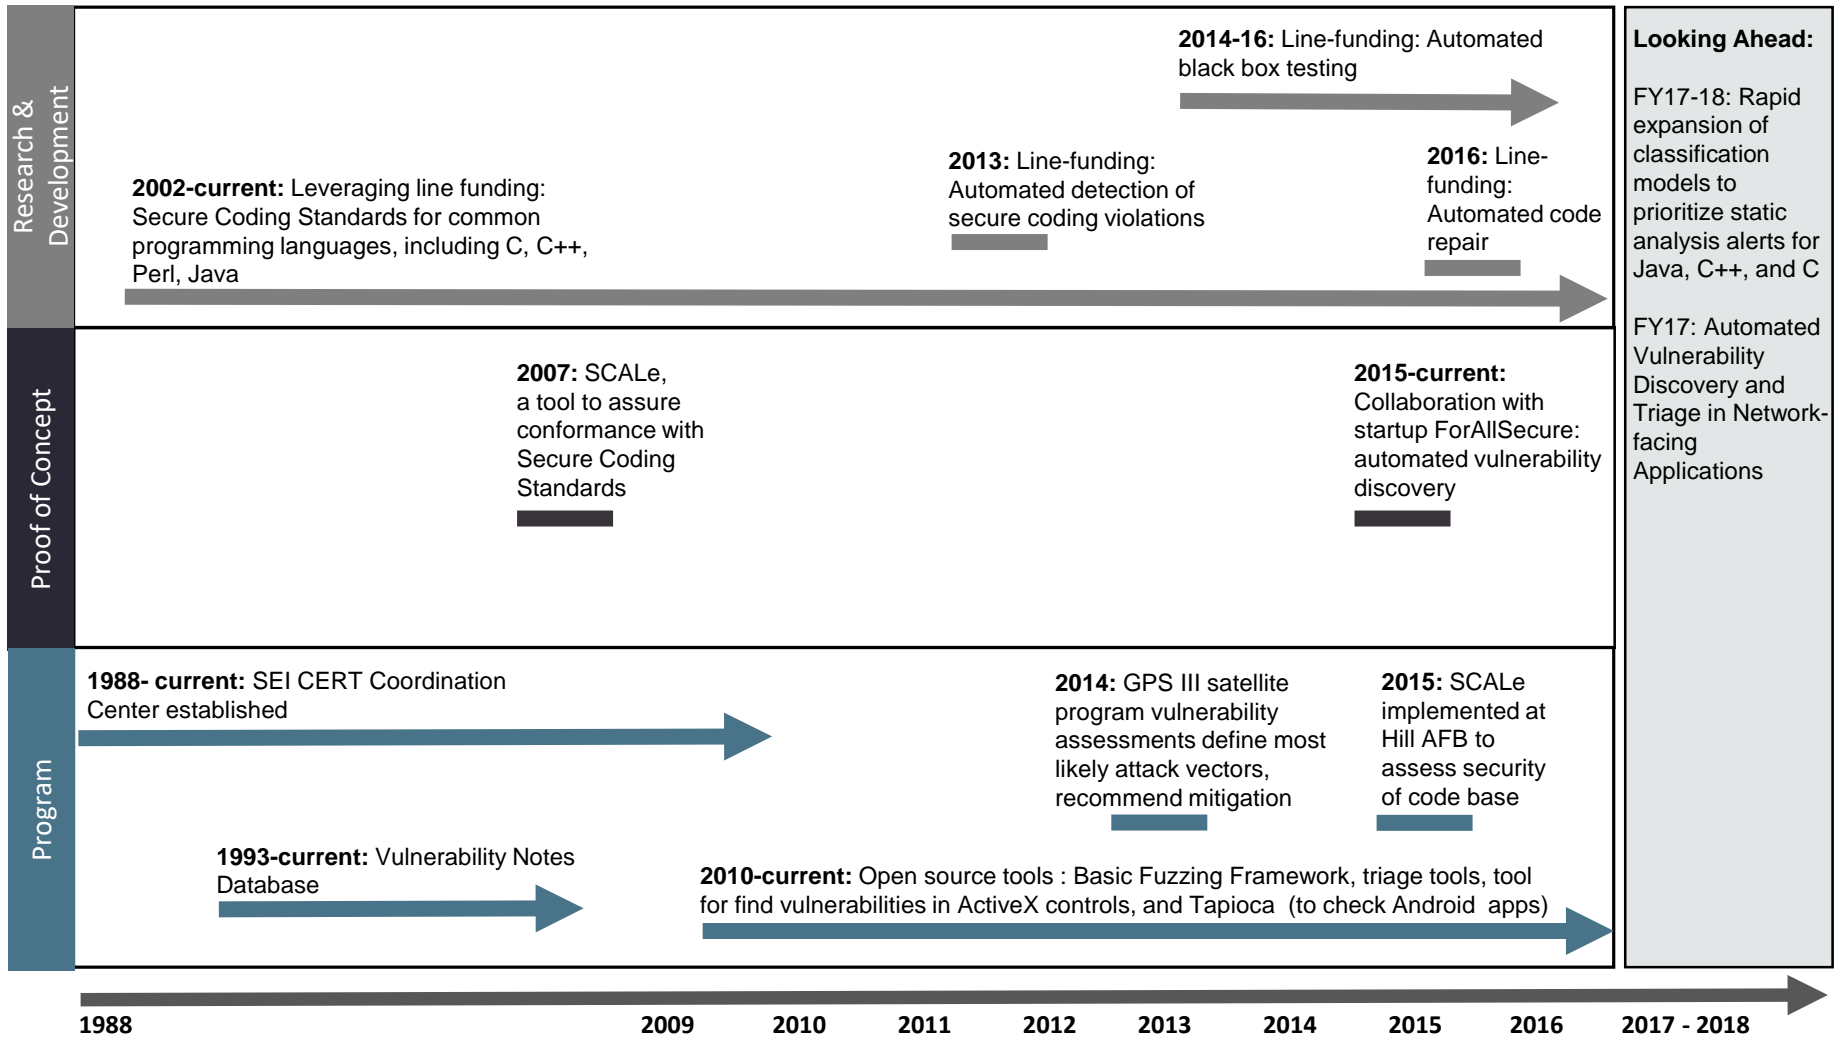 Research &
Development
2014-16: Line-funding: Automated
black box testing
2013: Line-funding:
Automated detection of
secure coding violations
2016: Line-
funding:
Automated code
repair
2002-current: Leveraging line funding:
Secure Coding Standards for common
programming languages, including C, C++,
Perl, Java
Proof of Concept
2007: SCALe,
a tool to assure
conformance with
Secure Coding
Standards
2015-current:
Collaboration with
startup ForAllSecure:
automated vulnerability
discovery
Program
1988- current: SEI CERT Coordination
Center established
2014: GPS III satellite
program vulnerability
assessments define most
likely attack vectors,
recommend mitigation
2015: SCALe
implemented at
Hill AFB to
assess security
of code base
1993-current: Vulnerability Notes
Database
2010-current: Open source tools : Basic Fuzzing Framework, triage tools, tool
for find vulnerabilities in ActiveX controls, and Tapioca (to check Android apps)
Looking Ahead:
FY17-18: Rapid
expansion of
classification
models to
prioritize static
analysis alerts for
Java, C++, and C
FY17: Automated
Vulnerability
Discovery and
Triage in Network-
facing
Applications
1988 2009 2010 2011 2012 2013 2014 2015 2016 2017 - 2018